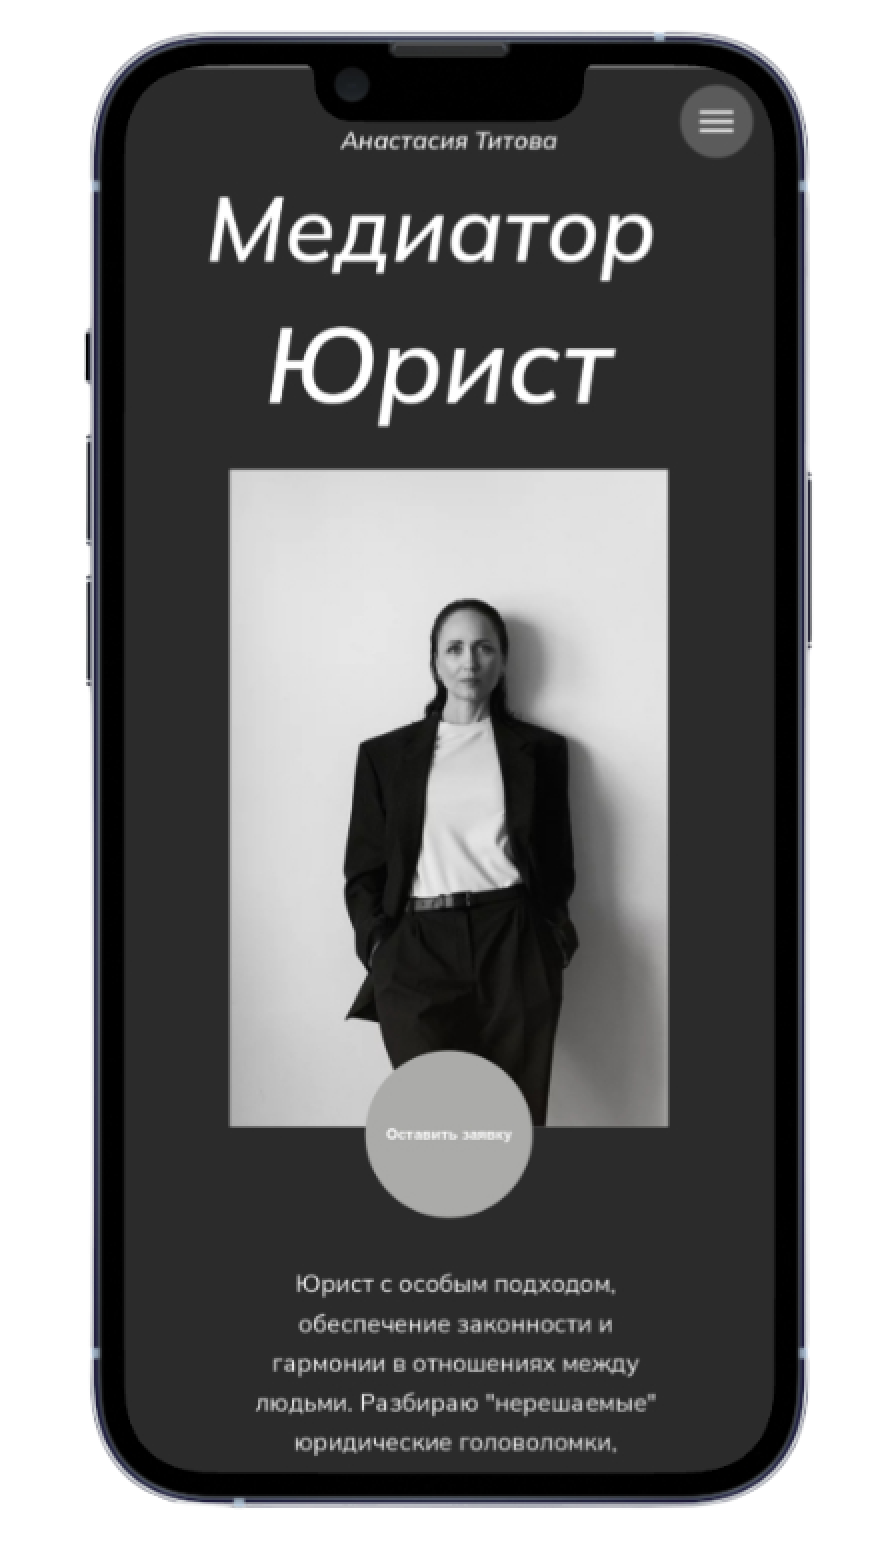 Анастасия Титова
Медиатор
Юрист
Оставить заявку
Юрист с особым подходом,
обеспечение законности и
гармонии в отношениях между
людьми. Разбираю "нерешаемые"
юридические головоломки,